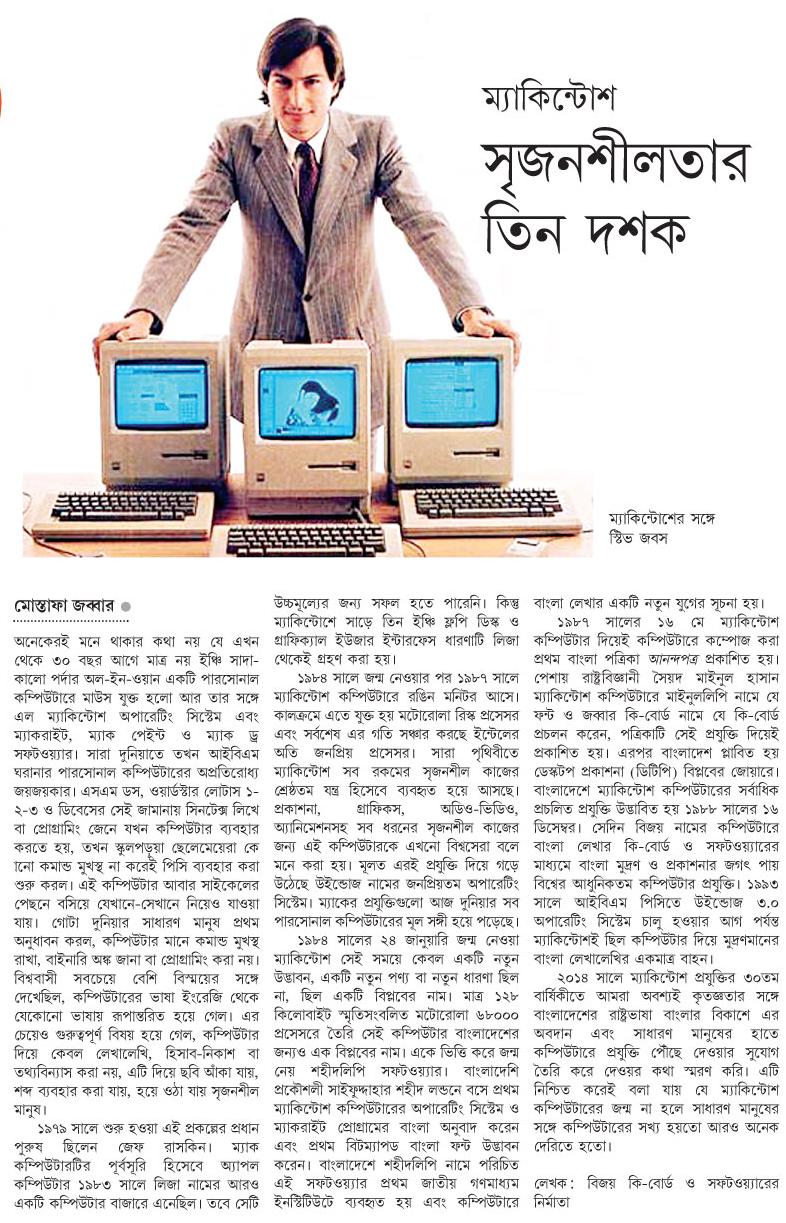 ম্যাকিন্টোশ
সৃজনশীলতার
তিন দশক
ম্যাকিন্টোশের সঙ্গে
স্টিভ জবস
মোস্তাফা জব্বার
অনেকেরই মনে থাকার কথা নয় যে এখন
থেকে ৩০ বছর আগে মাত্র নয় ইঞ্চি সাদা-
কালো পর্দার অল-ইন-ওয়ান একটি পারসোনাল
কম্পিউটারে মাউস যুক্ত হলো আর তার সঙ্গে
এল ম্যাকিন্টোশ অপারেটিং সিস্টেম এবং
ম্যাকরাইট, ম্যাক পেইন্ট ও ম্যাক ড্র
সফটওয়্যার। সারা দুনিয়াতে তখন আইবিএম
ঘরানার পারসোনাল কম্পিউটারের অপ্রতিরোধ্য
জয়জয়কার। এসএম ডস, ওয়ার্ডস্টার লোটাস ১-
২-৩ ও ডিবেসের সেই জামানায় সিনটেক্স লিখে
বা প্রোগ্রামিং জেনে যখন কম্পিউটার ব্যবহার
করতে হয়, তখন স্কুলপড়ুয়া ছেলেমেয়েরা কে
ানো কমান্ড মুখস্থ না করেই পিসি ব্যবহার করা
শুরু করল। এই কম্পিউটার আবার সাইকেলের
পেছনে বসিয়ে যেখানে-সেখানে নিয়েও যাওয়া
যায়। গোটা দুনিয়ার সাধারণ মানুষ প্রথম
অনুধাবন করল, কম্পিউটার মানে কমান্ড মুখস্থ
রাখা, বাইনারি অঙ্ক জানা বা প্রোগ্রামিং করা নয়।
বিশ্ববাসী সবচেয়ে বেশি বিস্ময়ের সঙ্গে
দেখেছিল, কম্পিউটারের ভাষা ইংরেজি থেকে
যেকোনো ভাষায় রূপান্তরিত হয়ে গেল। এর
চেয়েও গুরুত্বপূর্ণ বিষয় হয়ে গেল, কম্পিউটার
দিয়ে কেবল লেখালেখি, হিসাব-নিকাশ বা
তথ্যবিন্যাস করা নয়, এটি দিয়ে ছবি আঁকা যায়,
শব্দ ব্যবহার করা যায়, হয়ে ওঠা যায় সৃজনশীল
মানুষ।
১৯৭৯ সালে শুরু হওয়া এই প্রকল্পের প্রধান
পুরুষ ছিলেন জেফ রাসকিন। ম্যাক
কম্পিউটারটির পূর্বসূরি হিসেবে অ্যাপল
কম্পিউটার ১৯৮৩ সালে লিজা নামের আরও
একটি কম্পিউটার বাজারে এনেছিল। তবে সেটি
উচ্চমূল্যের জন্য সফল হতে পারেনি। কিন্তু
ম্যাকিন্টোশে সাড়ে তিন ইঞ্চি ফ্লপি ডিস্ক ও
গ্রাফিক্যাল ইউজার ইন্টারফেস ধারণাটি লিজা
থেকেই গ্রহণ করা হয়।
১৯৮৪ সালে জন্ম নেওয়ার পর ১৯৮৭ সালে
ম্যাকিন্টোশ কম্পিউটারে রঙিন মনিটর আসে।
কালক্রমে এতে যুক্ত হয় মটোরোলা রিস্ক প্রসেসর
এবং সর্বশেষ এর গতি সঞ্চার করছে ইন্টেলের
অতি জনপ্রিয় প্রসেসর। সারা পৃথিবীতে
ম্যাকিন্টোশ সব রকমের সৃজনশীল কাজের
শ্রেষ্ঠতম যন্ত্র হিসেবে ব্যবহৃত হয়ে আসছে।
প্রকাশনা, গ্রাফিকস, অডিও-ভিডিও,
অ্যানিমেশনসহ সব ধরনের সৃজনশীল কাজের
জন্য এই কম্পিউটারকে এখনো বিশ্বসেরা বলে
মনে করা হয়। মূলত এরই প্রযুক্তি দিয়ে গড়ে
উঠেছে উইন্ডোজ নামের জনপ্রিয়তম অপারেটিং
সিস্টেম। ম্যাকের প্রযুক্তিগুলো আজ দুনিয়ার সব
পারসোনাল কম্পিউটারের মূল সঙ্গী হয়ে পড়েছে।
১৯৮৪ সালের ২৪ জানুয়ারি জন্ম নেওয়া
ম্যাকিন্টোশ সেই সময়ে কেবল একটি নতুন
উদ্ভাবন, একটি নতুন পণ্য বা নতুন ধারণা ছিল
না, ছিল একটি বিপ্লবের নাম। মাত্র ১২৮
কিলোবাইট স্মৃতিসংবলিত মটোরোলা ৬৮০০০
প্রসেসরে তৈরি সেই কম্পিউটার বাংলাদেশের
জন্যও এক বিপ্লবের নাম। একে ভিত্তি করে জন্ম
নেয় শহীদলিপি সফটওয়্যার। বাংলাদেশি
প্রকৌশলী সাইফুদ্দাহার শহীদ লন্ডনে বসে প্রথম
ম্যাকিন্টোশ কম্পিউটারের অপারেটিং সিস্টেম ও
ম্যাকরাইট প্রোগ্রামের বাংলা অনুবাদ করেন
এবং প্রথম বিটম্যাপড বাংলা ফন্ট উদ্ভাবন
করেন। বাংলাদেশে শহীদলিপি নামে পরিচিত
এই সফটওয়্যার প্রথম জাতীয় গণমাধ্যম
ইনস্টিটিউটে ব্যবহৃত হয় এবং কম্পিউটারে
বাংলা লেখার একটি নতুন যুগের সূচনা হয়।
১৯৮৭ সালের ১৬ মে ম্যাকিন্টোশ
কম্পিউটার দিয়েই কম্পিউটারে কম্পোজ করা
প্রথম বাংলা পত্রিকা আনন্দপত্র প্রকাশিত হয়।
পেশায় রাষ্ট্রবিজ্ঞানী সৈয়দ মাইনুল হাসান
ম্যাকিন্টোশ কম্পিউটারে মাইনুললিপি নামে যে
ফন্ট ও জব্বার কি-বোর্ড নামে যে কি-বোর্ড
প্রচলন করেন, পত্রিকাটি সেই প্রযুক্তি দিয়েই
প্রকাশিত হয়। এরপর বাংলাদেশ প্লাবিত হয়
ডেস্কটপ প্রকাশনা (ডিটিপি) বিপ্লবের জোয়ারে।
বাংলাদেশে ম্যাকিন্টোশ কম্পিউটারের সর্বাধিক
প্রচলিত প্রযুক্তি উদ্ভাবিত হয় ১৯৮৮ সালের ১৬
ডিসেম্বর। সেদিন বিজয় নামের কম্পিউটারে
বাংলা লেখার কি-বোর্ড ও সফটওয়্যারের
মাধ্যমে বাংলা মুদ্রণ ও প্রকাশনার জগৎ পায়
বিশ্বের আধুনিকতম কম্পিউটার প্রযুক্তি। ১৯৯৩
সালে আইবিএম পিসিতে উইন্ডোজ ৩.০
অপারেটিং সিস্টেম চালু হওয়ার আগ পর্যন্ত
ম্যাকিন্টোশই ছিল কম্পিউটার দিয়ে মুদ্রণমানের
বাংলা লেখালেখির একমাত্র বাহন।
২০১৪ সালে ম্যাকিন্টোশ প্রযুক্তির ৩০তম
বার্ষিকীতে আমরা অবশ্যই কৃতজ্ঞতার সঙ্গে
বাংলাদেশের রাষ্ট্রভাষা বাংলার বিকাশে এর
অবদান এবং সাধারণ মানুষের হাতে
কম্পিউটারে প্রযুক্তি পৌঁছে দেওয়ার সুযোগ
তৈরি করে দেওয়র কথা স্মরণ করি। এটি
নিশ্চিত করেই বলা যায় যে ম্যাকিন্টোশ
কম্পিউটারের জন্ম না হলে সাধারণ মানুষের
সঙ্গে কম্পিউটারের সখ্য হয়তো আরও অনেক
দেরিতে হতো।
লেখক: বিজয় কি-বোর্ড ও সফটওয়্যারের
নির্মাতা